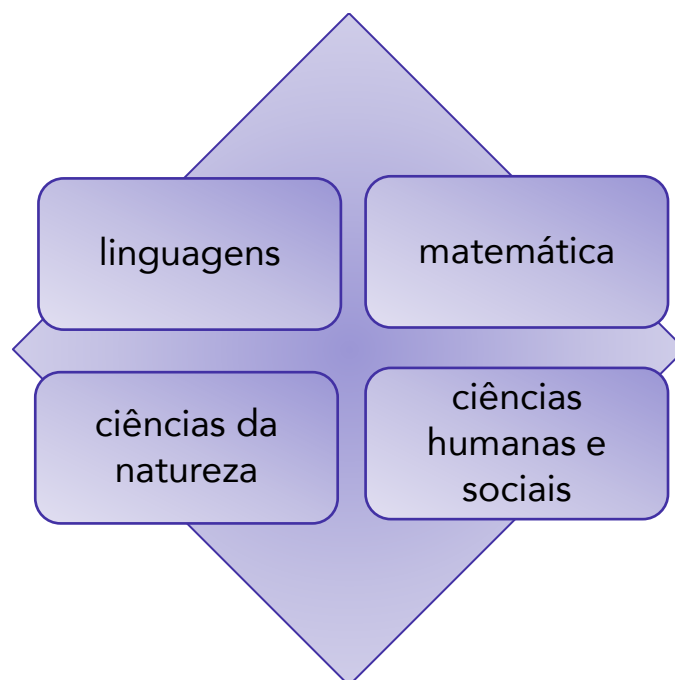 linguagens
matemática
ciências da
natureza
ciências
humanas e
sociais